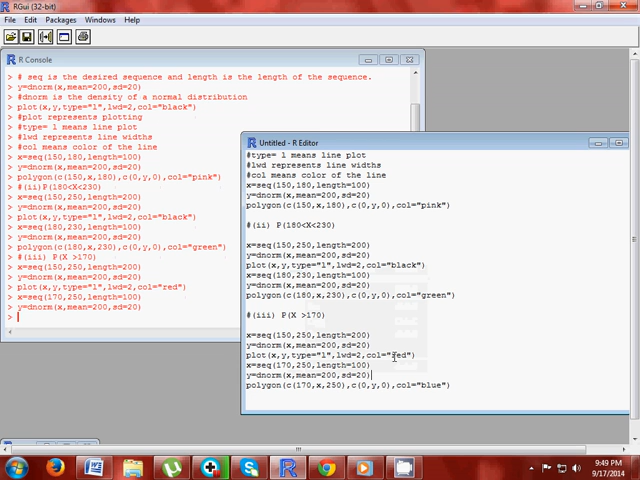 RGui (32-bit)
File Edit Packages Windows Help
R Console
> # seq is the desired sequence and length is the length of the sequence.
> y=dnorm(x,mean=200,sd=20)
> #dnorm is the density of a normal distribution
> plot(x,y,type="l",lwd=2,col="black")
> #plot represents plotting
> #type= l means line plot
> #lwd represents line widths
> #col means color of the line
> x=seq(150,180,length=100)
> y=dnorm(x,mean=200,sd=20)
> polygon(c(150,x,180),c(0,y,0),col="pink")
> #(ii)P(180<X<230)
> x=seq(150,250,length=200)
> y=dnorm(x,mean=200,sd=20)
> plot(x,y,type="l",lwd=2,col="black")
> x=seq(180,230,length=100)
> y=dnorm(x,mean=200,sd=20)
> polygon(c(180,x,230),c(0,y,0),col="green")
> #(iii) P(X >170)
> x=seq(150,250,length=200)
> y=dnorm(x,mean=200,sd=20)
> plot(x,y,type="l",lwd=2,col="red")
> x=seq(170,250,length=100)
> y=dnorm(x,mean=200,sd=20)
>
Untitled - R Editor
#type= l means line plot
#lwd represents line widths
#col means color of the line
x=seq(150,180,length=100)
y=dnorm(x,mean=200,sd=20)
polygon(c(150,x,180),c(0,y,0),col="pink")
#(ii) P(180<X<230)
x=seq(150,250,length=200)
y=dnorm(x,mean=200,sd=20)
plot(x,y,type="l",lwd=2,col="black")
x=seq(180,230,length=100)
y=dnorm(x,mean=200,sd=20)
polygon(c(180,x,230),c(0,y,0),col="green")
#(iii) P(X >170)
x=seq(150,250,length=200)
y=dnorm(x,mean=200,sd=20)
plot(x,y,type="l",lwd=2,col="red")
x=seq(170,250,length=100)
y=dnorm(x,mean=200,sd=20)
polygon(c(170,x,250),c(0,y,0),col="blue")
9:49 PM
9/17/2014